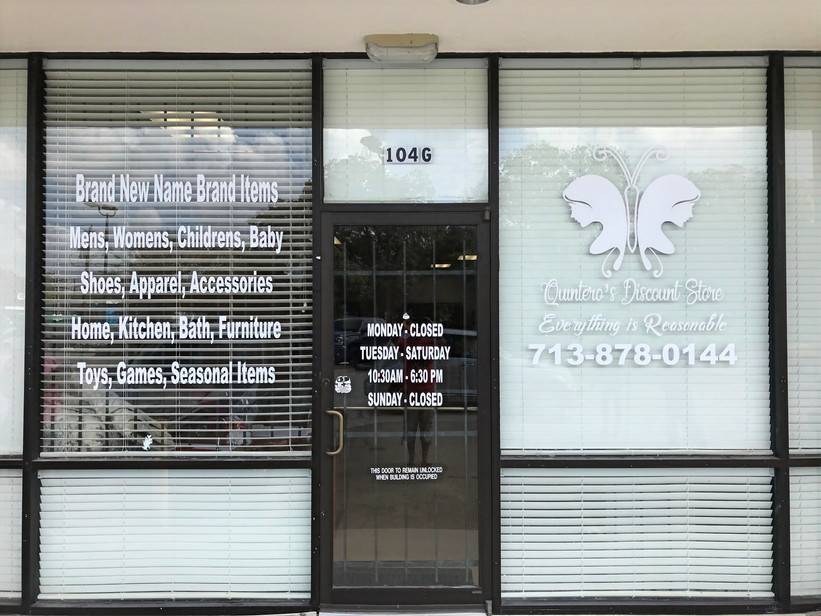 Brand New Name Brand Items
Mens, Womens, Childrens, Baby
Shoes, Apparel, Accessories
Home, Kitchen, Bath, Furniture
Toys, Games, Seasonal Items
104G
MONDAY - CLOSED
TUESDAY - SATURDAY
10:30AM - 6:30 PM
SUNDAY - CLOSED
THIS DOOR TO REMAIN UNLOCKED
WHEN BUILDING IS OCCUPIED
Quintero's Discount Store
Everything is Reasonable
713-878-0144